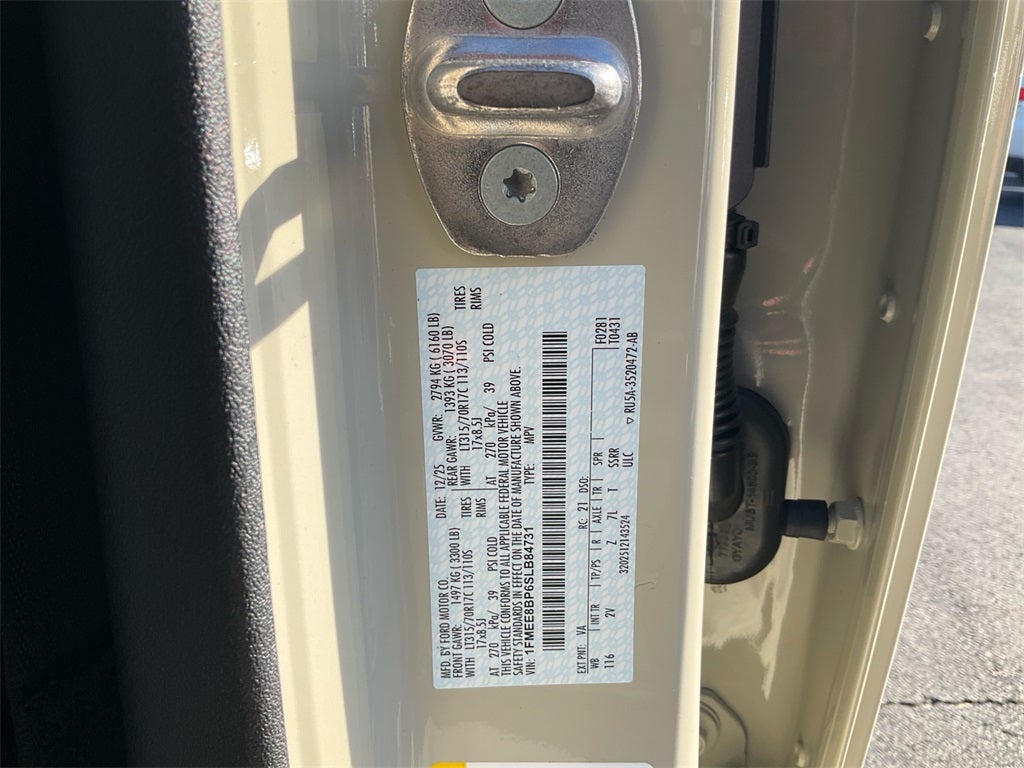 MFD. BY FORD MOTOR CO.
DATE: 12/25 GVWR: 2794 KG ( 6160 LB)
FRONT GAWR: 1497 KG ( 3300 LB) REAR GAWR: 1393 KG ( 3070 LB)
WITH LT315/70R17C 113/110S TIRES WITH LT315/70R17C 113/110S TIRES
17x8.5J RIMS 17x8.5J RIMS
AT 270 kPa/ 39 PSI COLD AT 270 kPa/ 39 PSI COLD
THIS VEHICLE CONFORMS TO ALL APPLICABLE FEDERAL MOTOR VEHICLE
SAFETY STANDARDS IN EFFECT ON THE DATE OF MANUFACTURE SHOWN ABOVE.
VIN: 1FMEE8BP6SLB84731 TYPE: MPV
EXT PNT: VA RC: 21 DSO: F0281
WB INT TR TP/PS R AXLE TR SPR T0431
116 2V Z 7L T SSRR
ULC
3202512143524 ▽ RU5A-3520472-AB